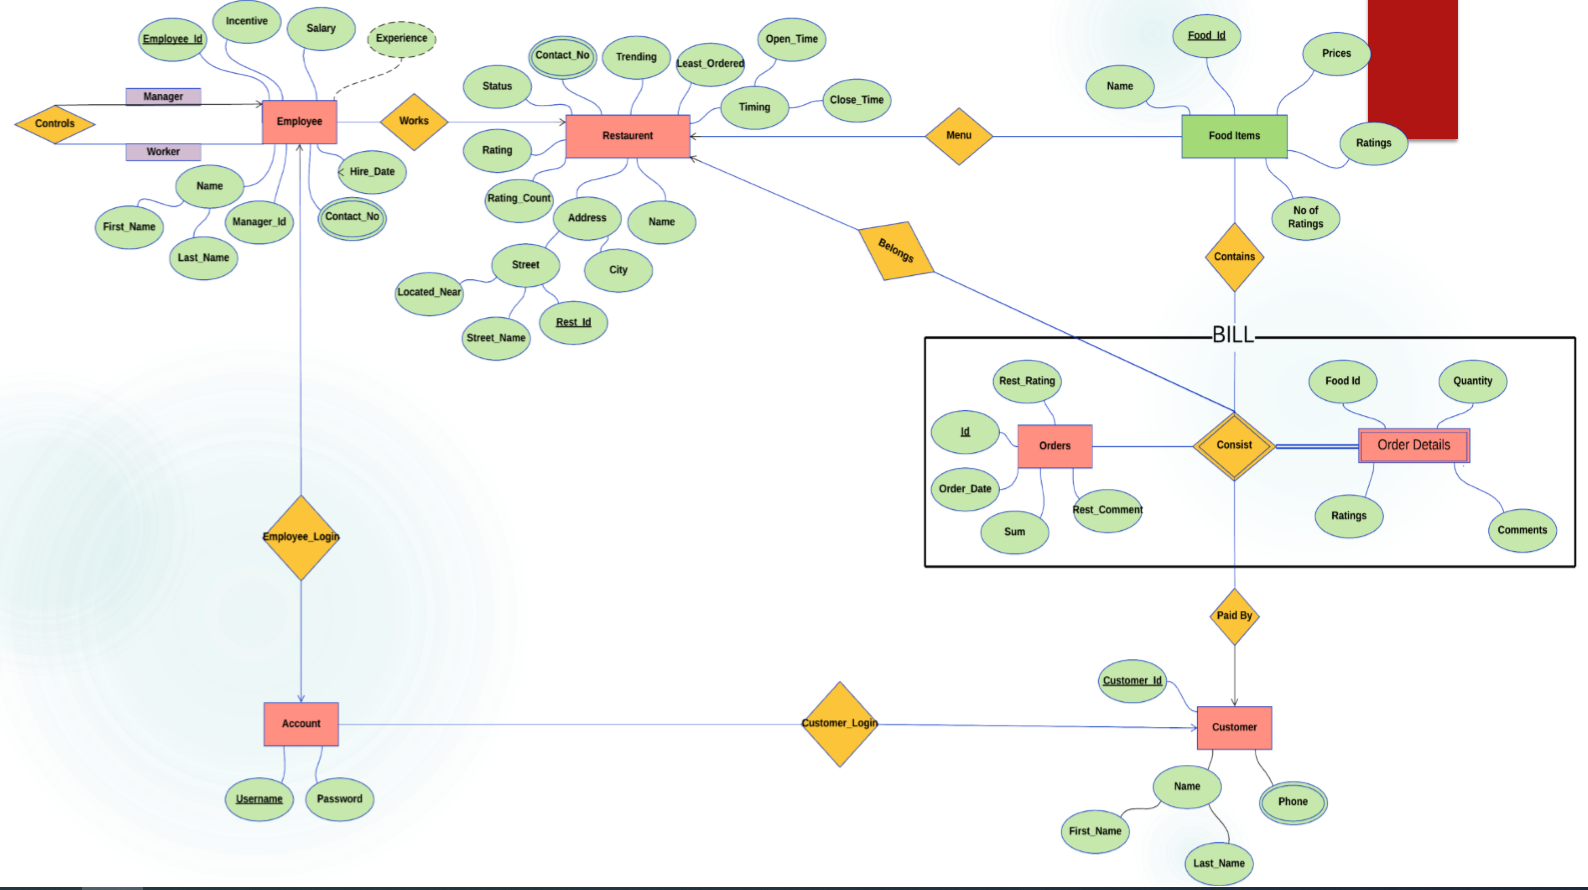 Employee_Id
Incentive
Salary
Experience
Manager
Controls
Employee
Works
Worker
Name
Hire_Date
First_Name
Manager_Id
Contact_No
Last_Name
Contact_No
Trending
Least_Ordered
Open_Time
Status
Timing
Close_Time
Restaurent
Rating
Rating_Count
Address
Name
Street
City
Located_Near
Rest_Id
Street_Name
Menu
Food_Id
Prices
Name
Food Items
Ratings
No of
Ratings
Belongs
Contains
BILL
Rest_Rating
Food Id
Quantity
Id
Orders
Consist
Order Details
Order_Date
Rest_Comment
Sum
Ratings
Comments
Employee_Login
Paid By
Customer_Id
Account
Customer_Login
Customer
Username
Password
Name
Phone
First_Name
Last_Name